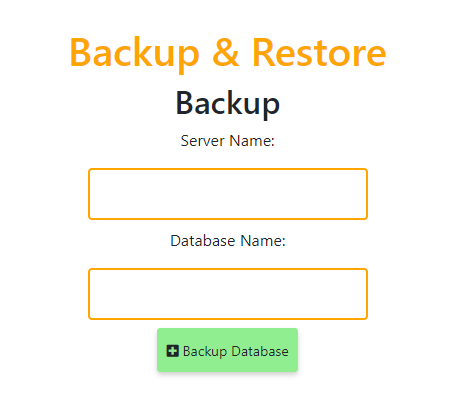 Backup & Restore
Backup
Server Name:
Database Name:
Backup Database